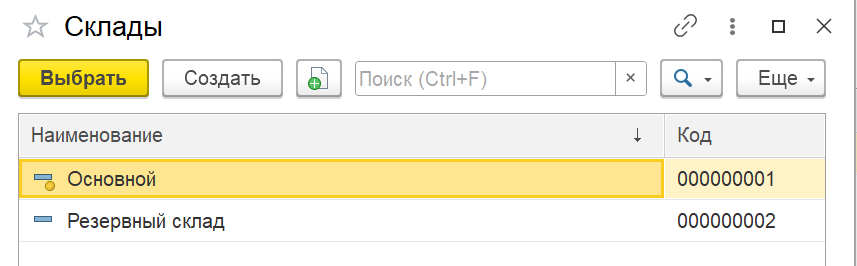 Склады
Выбрать Создать Поиск (Ctrl+F) × Еще
Наименование ↓ Код
Основной 000000001
Резервный склад 000000002